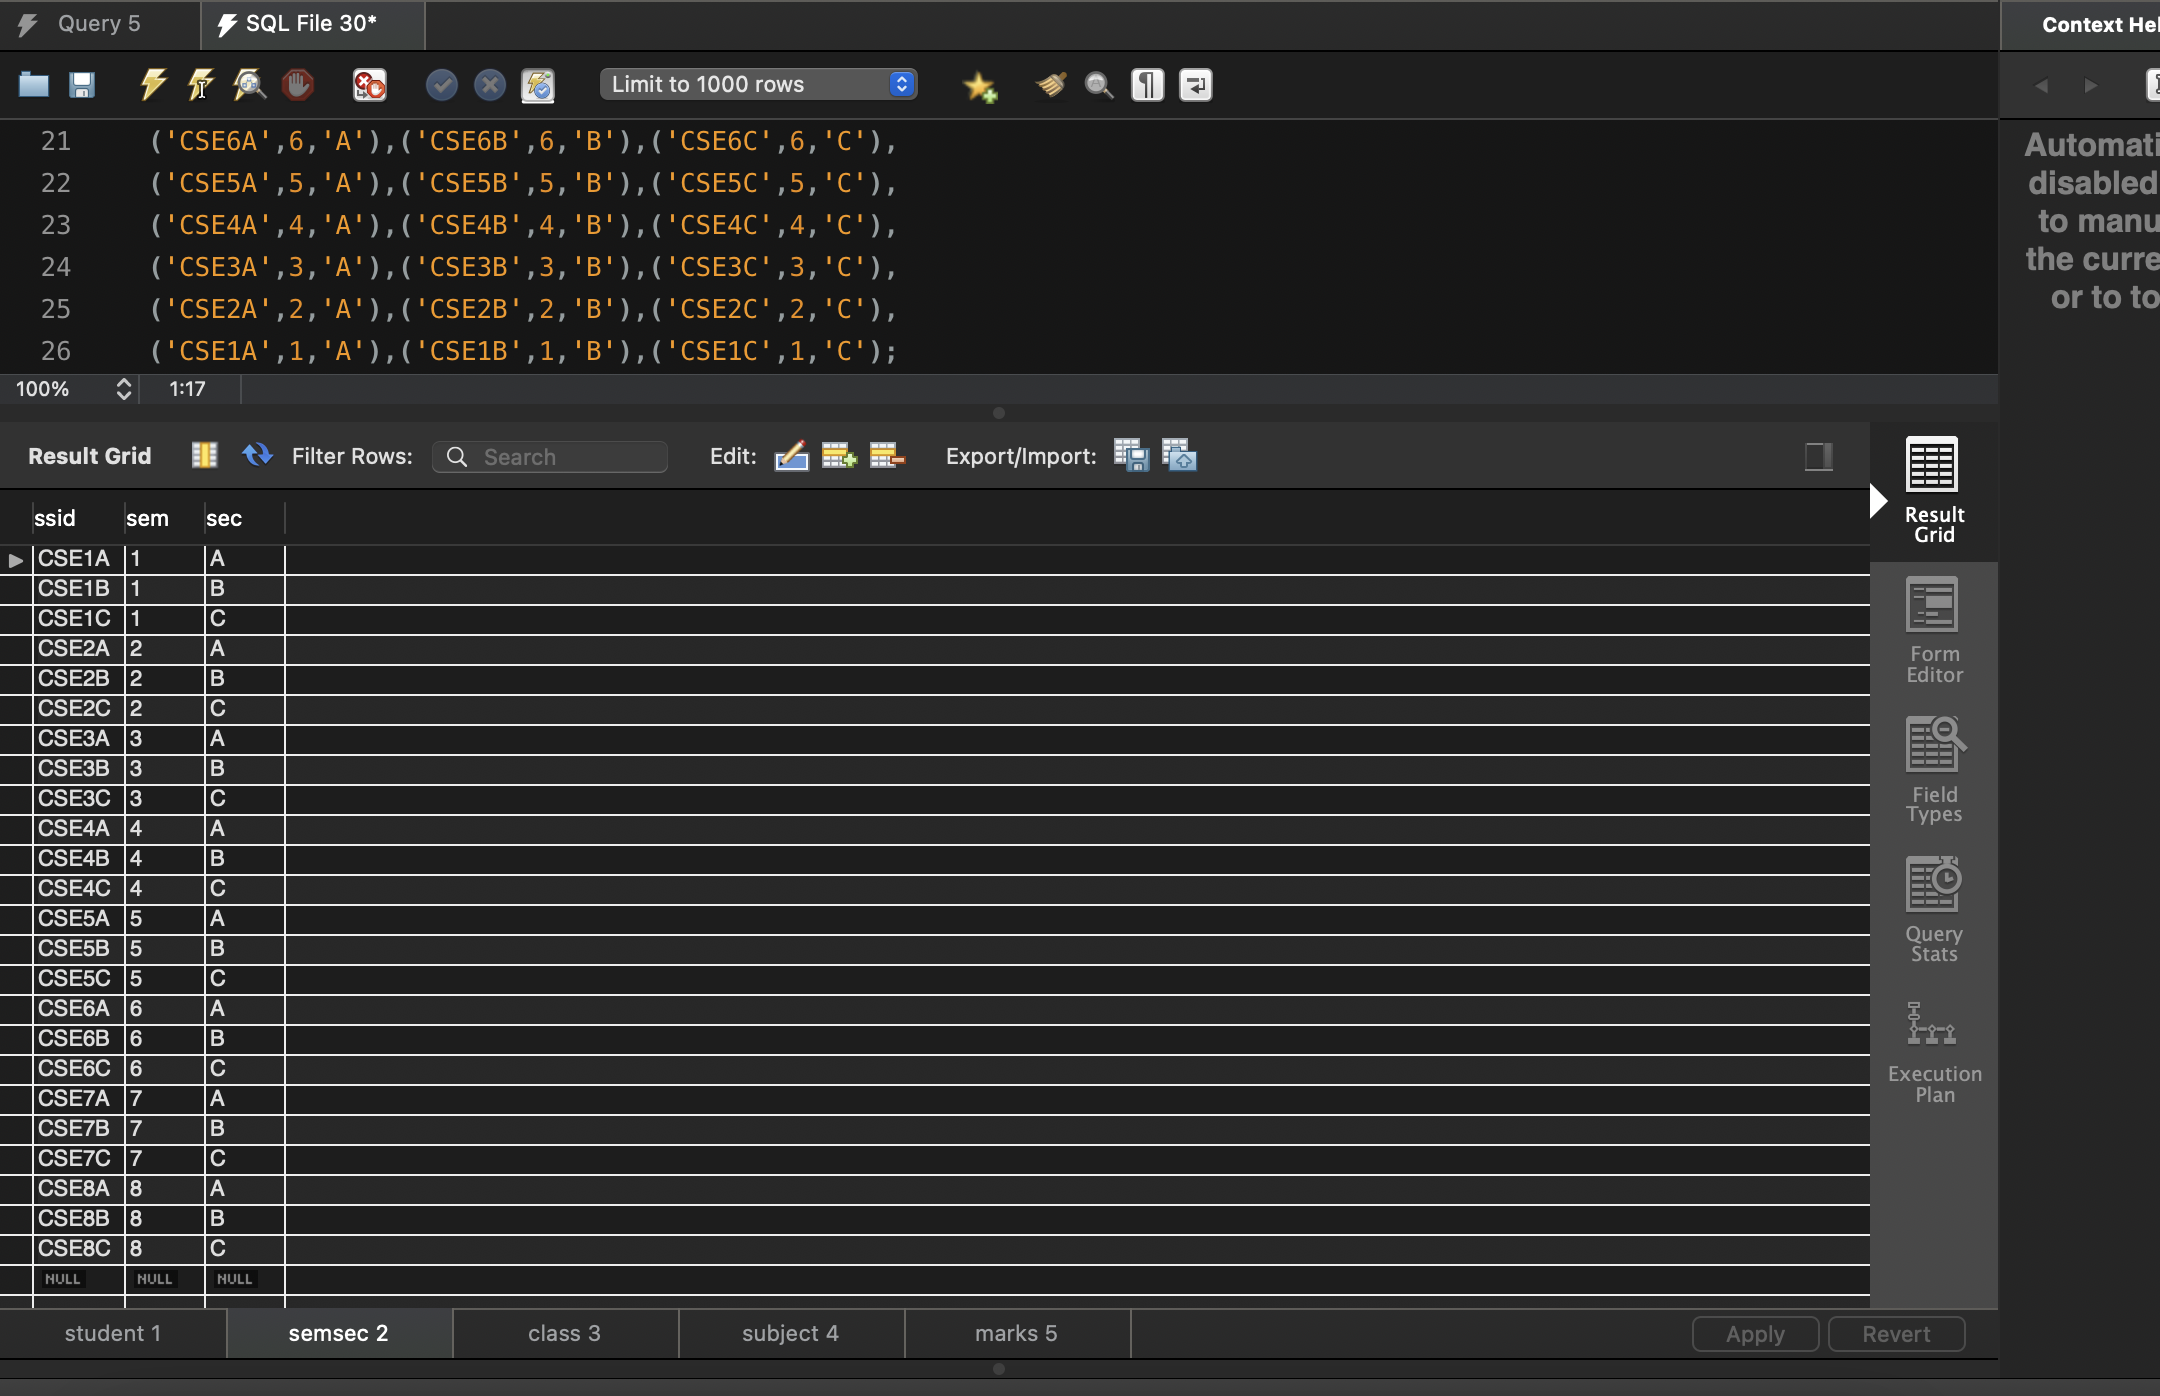 Query 5
SQL File 30*
Context Hel
Limit to 1000 rows
21 ('CSE6A',6,'A'),('CSE6B',6,'B'),('CSE6C',6,'C'),
22 ('CSE5A',5,'A'),('CSE5B',5,'B'),('CSE5C',5,'C'),
23 ('CSE4A',4,'A'),('CSE4B',4,'B'),('CSE4C',4,'C'),
24 ('CSE3A',3,'A'),('CSE3B',3,'B'),('CSE3C',3,'C'),
25 ('CSE2A',2,'A'),('CSE2B',2,'B'),('CSE2C',2,'C'),
26 ('CSE1A',1,'A'),('CSE1B',1,'B'),('CSE1C',1,'C');
Automati
disabled
to manu
the curre
or to to
100% 1:17
Result Grid Filter Rows: Search Edit: Export/Import:
ssid sem sec
CSE1A 1 A
CSE1B 1 B
CSE1C 1 C
CSE2A 2 A
CSE2B 2 B
CSE2C 2 C
CSE3A 3 A
CSE3B 3 B
CSE3C 3 C
CSE4A 4 A
CSE4B 4 B
CSE4C 4 C
CSE5A 5 A
CSE5B 5 B
CSE5C 5 C
CSE6A 6 A
CSE6B 6 B
CSE6C 6 C
CSE7A 7 A
CSE7B 7 B
CSE7C 7 C
CSE8A 8 A
CSE8B 8 B
CSE8C 8 C
NULL NULL NULL
Result
Grid
Form
Editor
Field
Types
Query
Stats
Execution
Plan
student 1 semsec 2 class 3 subject 4 marks 5 Apply Revert